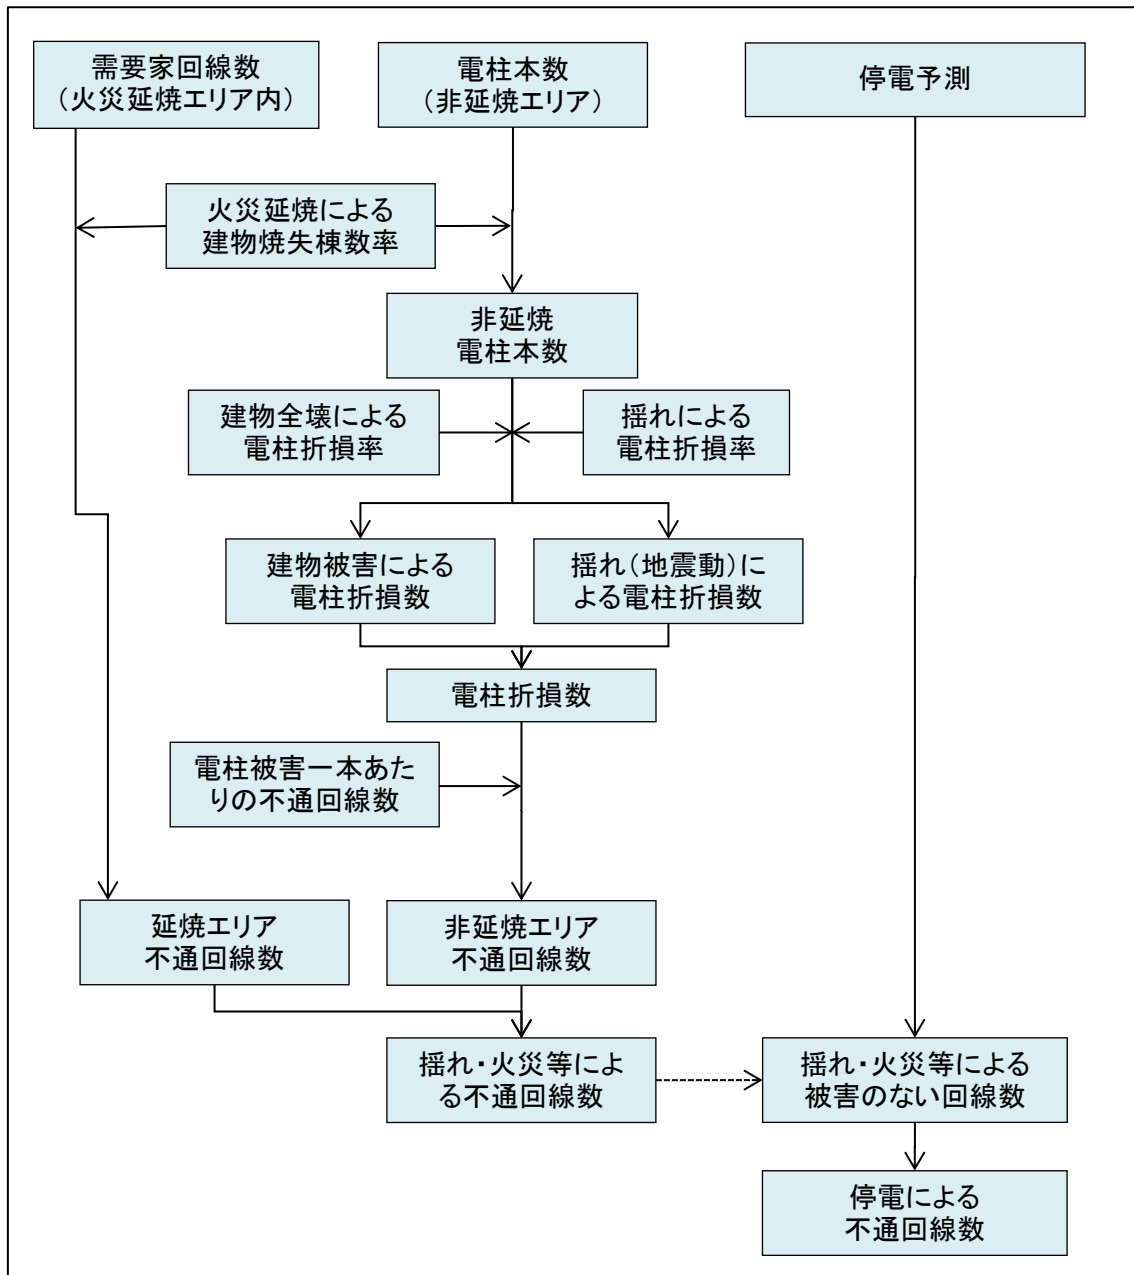 需要家回線数
（火災延焼エリア内）
電柱本数
（非延焼エリア）
停電予測
火災延焼による
建物焼失棟数率
非延焼
電柱本数
建物全壊による
電柱折損率
揺れによる
電柱折損率
建物被害による
電柱折損数
揺れ（地震動）に
よる電柱折損数
電柱折損数
電柱被害一本あた
りの不通回線数
延焼エリア
不通回線数
非延焼エリア
不通回線数
揺れ・火災等によ
る不通回線数
揺れ・火災等による
被害のない回線数
停電による
不通回線数